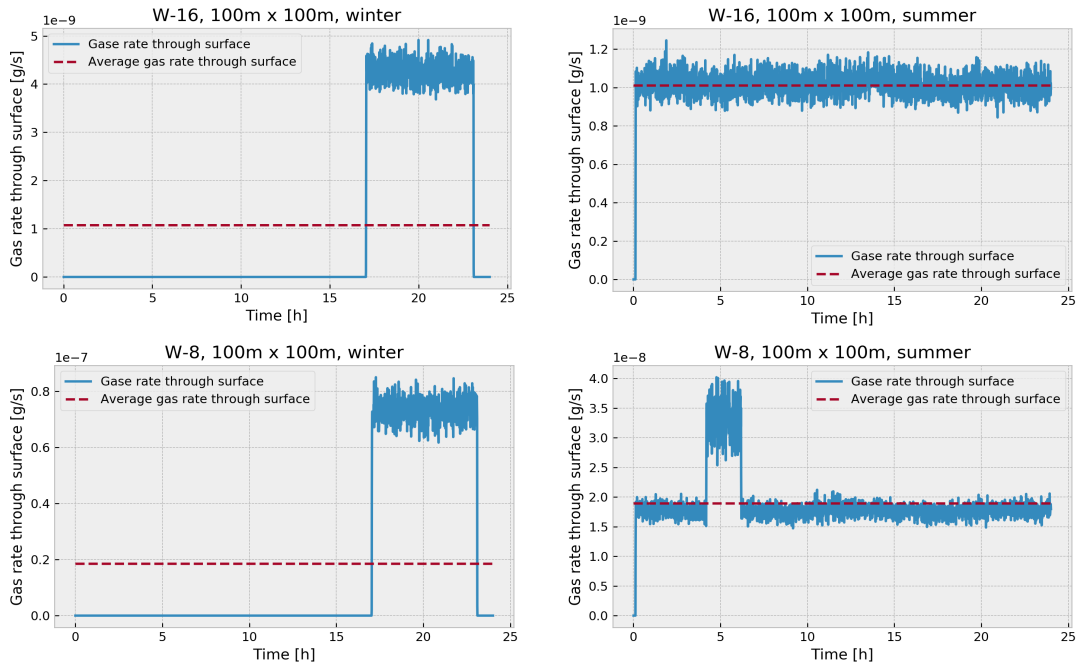 W-16, 100m x 100m, winter
1e−9
Gase rate through surface
Average gas rate through surface
Gas rate through surface [g/s]
5
4
3
2
1
0
0 5 10 15 20 25
Time [h]
W-16, 100m x 100m, summer
1e−9
Gas rate through surface [g/s]
1.2
1.0
0.8
0.6
0.4
0.2
0.0
Gase rate through surface
Average gas rate through surface
0 5 10 15 20 25
Time [h]
W-8, 100m x 100m, winter
1e−7
Gase rate through surface
Average gas rate through surface
Gas rate through surface [g/s]
0.8
0.6
0.4
0.2
0.0
0 5 10 15 20 25
Time [h]
W-8, 100m x 100m, summer
1e−8
Gase rate through surface
Average gas rate through surface
Gas rate through surface [g/s]
4.0
3.5
3.0
2.5
2.0
1.5
1.0
0.5
0.0
0 5 10 15 20 25
Time [h]